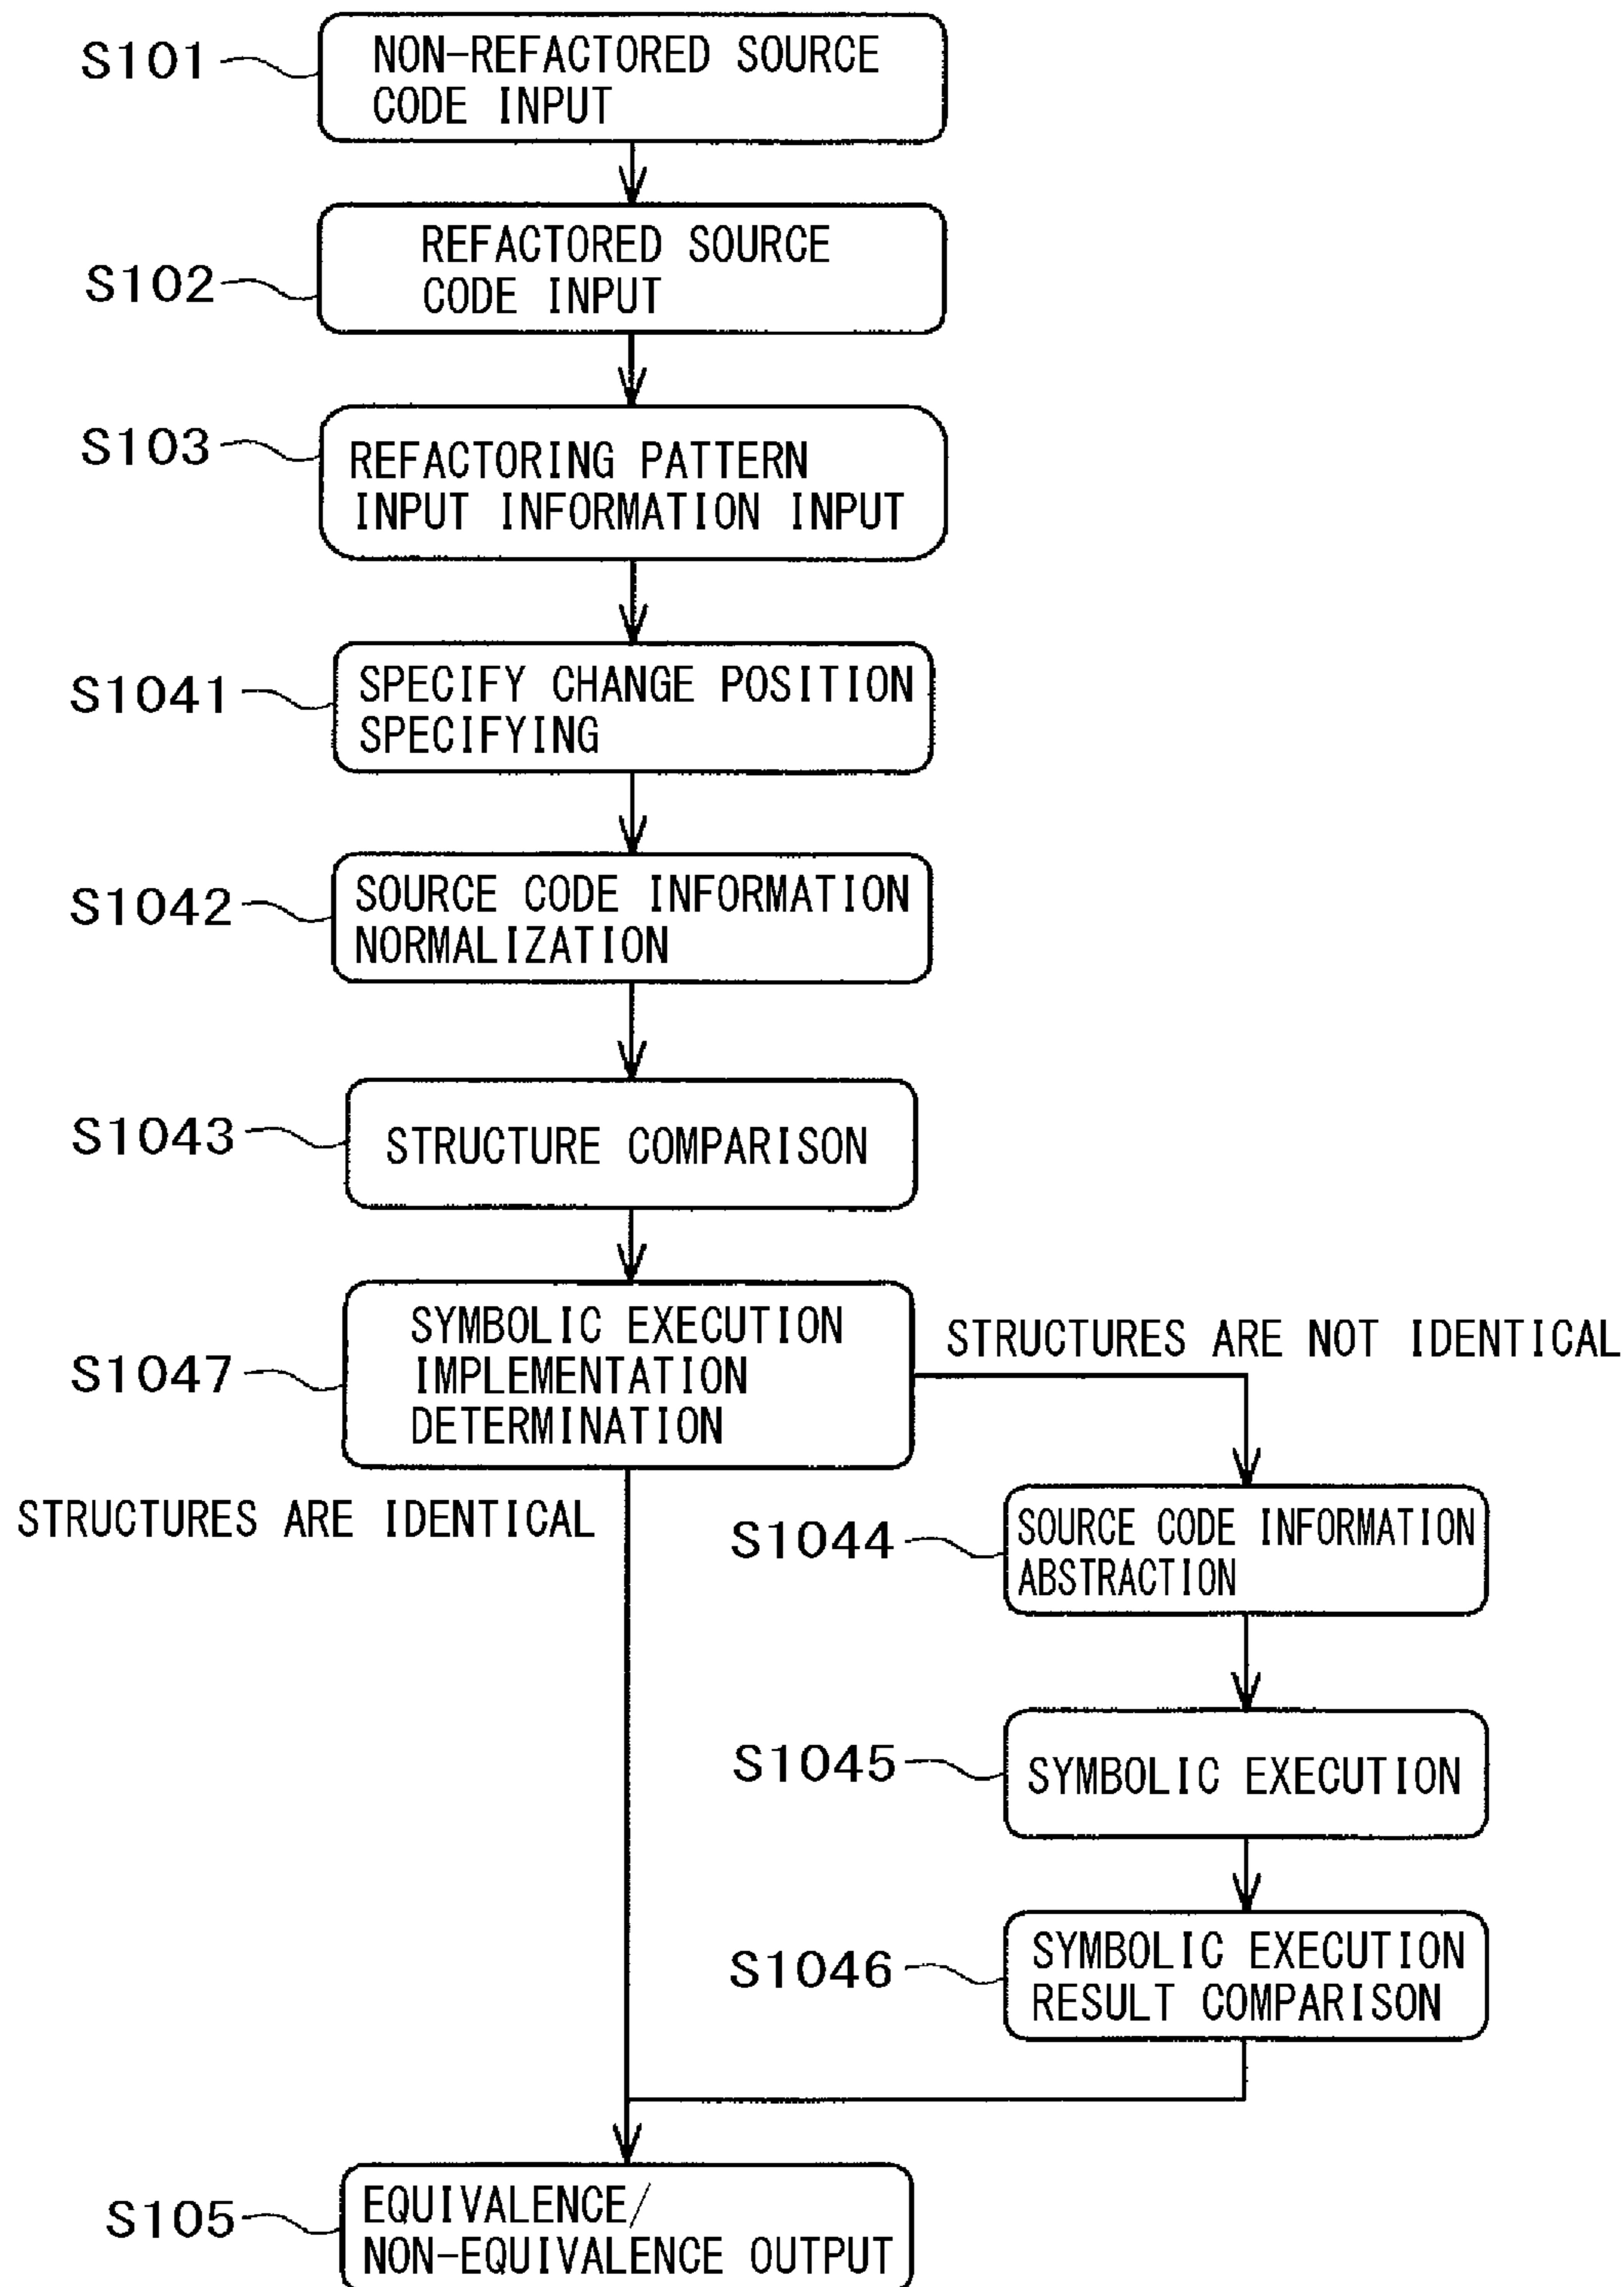 S101
NON-REFACTORED SOURCE
CODE INPUT
S102
REFACTORED SOURCE
CODE INPUT
S103
REFACTORING PATTERN
INPUT INFORMATION INPUT
S1041
SPECIFY CHANGE POSITION
SPECIFYING
S1042
SOURCE CODE INFORMATION
NORMALIZATION
S1043
STRUCTURE COMPARISON
S1047
SYMBOLIC EXECUTION
IMPLEMENTATION
DETERMINATION
STRUCTURES ARE NOT IDENTICAL
STRUCTURES ARE IDENTICAL
S1044
SOURCE CODE INFORMATION
ABSTRACTION
S1045
SYMBOLIC EXECUTION
S1046
SYMBOLIC EXECUTION
RESULT COMPARISON
S105
EQUIVALENCE/
NON-EQUIVALENCE OUTPUT